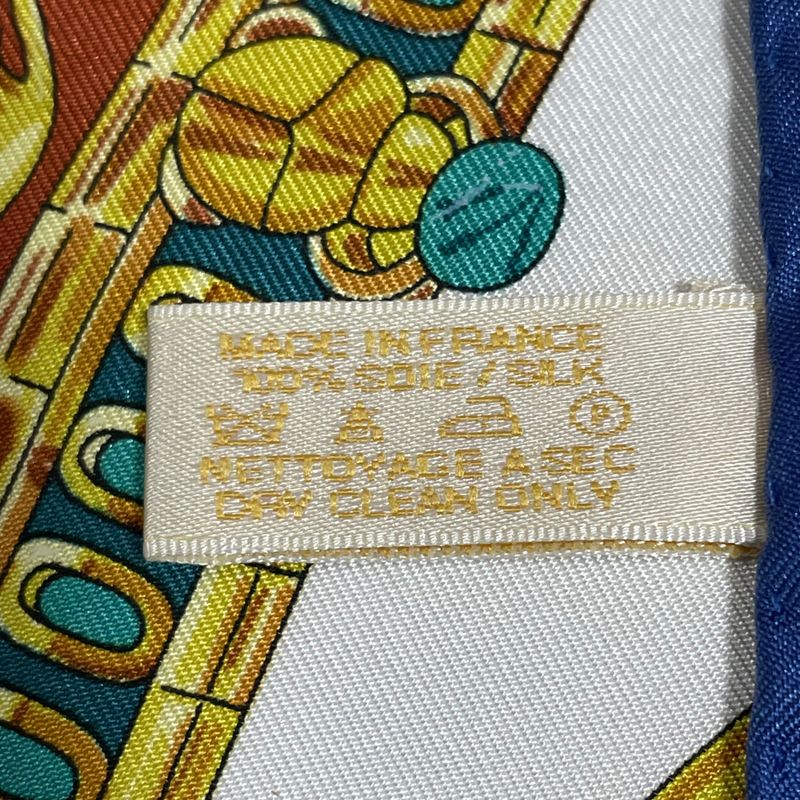 MADE IN FRANCE
100% SOIE / SILK
P
NETTOYAGE A SEC
DRY CLEAN ONLY